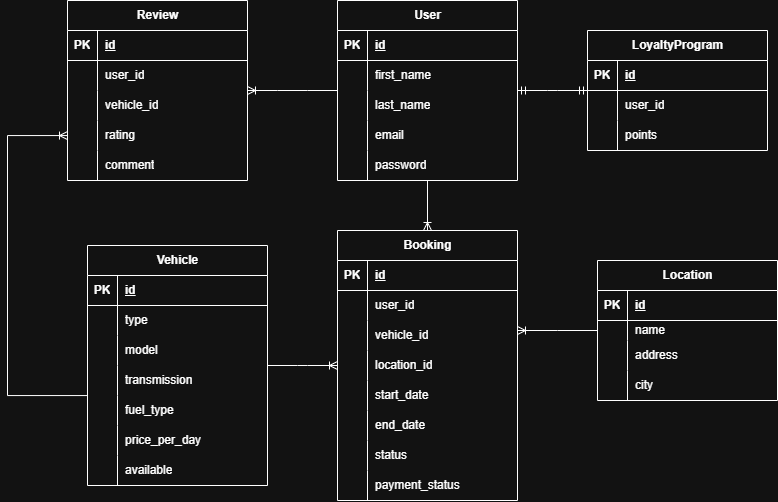 Review
PK id
user_id
vehicle_id
rating
comment
User
PK id
first_name
last_name
email
password
LoyaltyProgram
PK id
user_id
points
Vehicle
PK id
type
model
transmission
fuel_type
price_per_day
available
Booking
PK id
user_id
vehicle_id
location_id
start_date
end_date
status
payment_status
Location
PK id
name
address
city